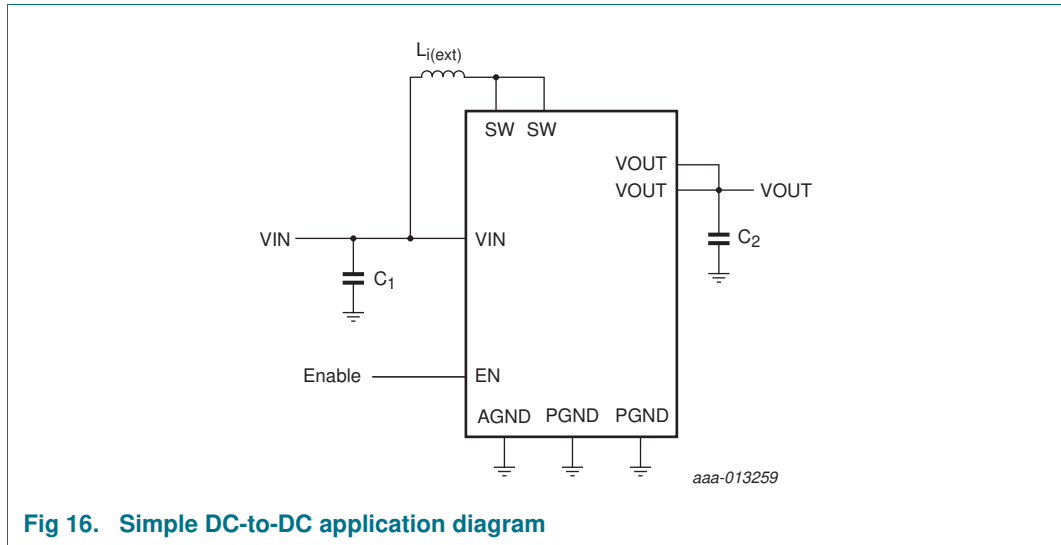 Li(ext)
SW SW
VOUT
VOUT VOUT
VIN VIN
C2
C1
Enable EN
AGND PGND PGND
aaa-013259
Fig 16. Simple DC-to-DC application diagram